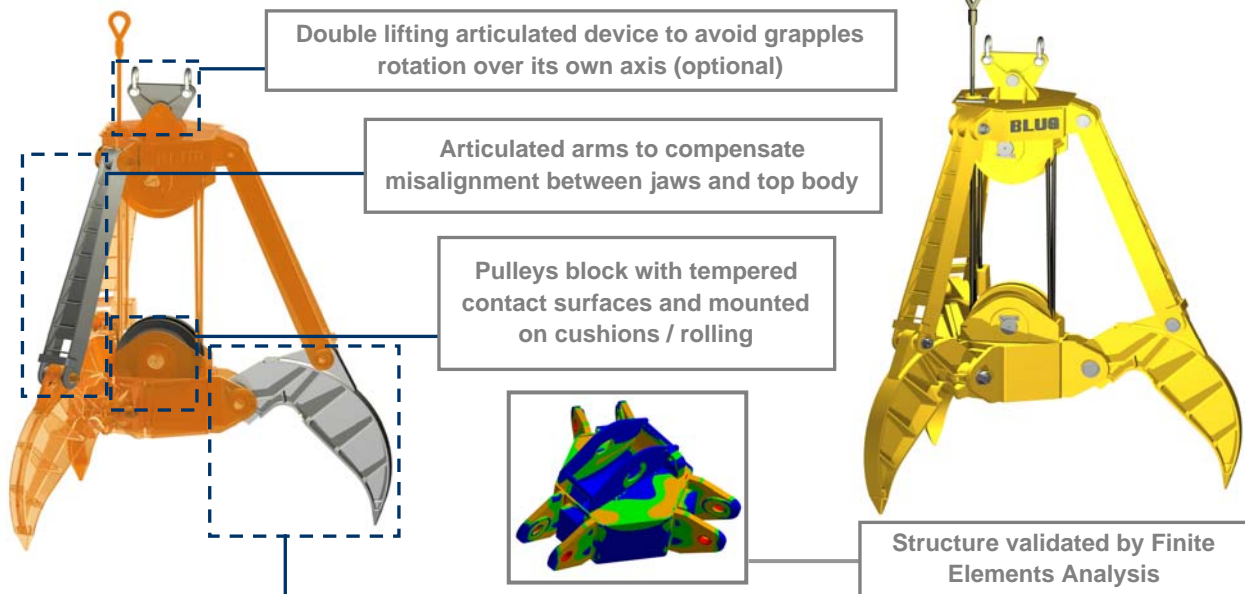 Double lifting articulated device to avoid grapples
rotation over its own axis (optional)
BLUG
Articulated arms to compensate
misalignment between jaws and top body
BLUG
Pulleys block with tempered
contact surfaces and mounted
on cushions / rolling
Structure validated by Finite
Elements Analysis